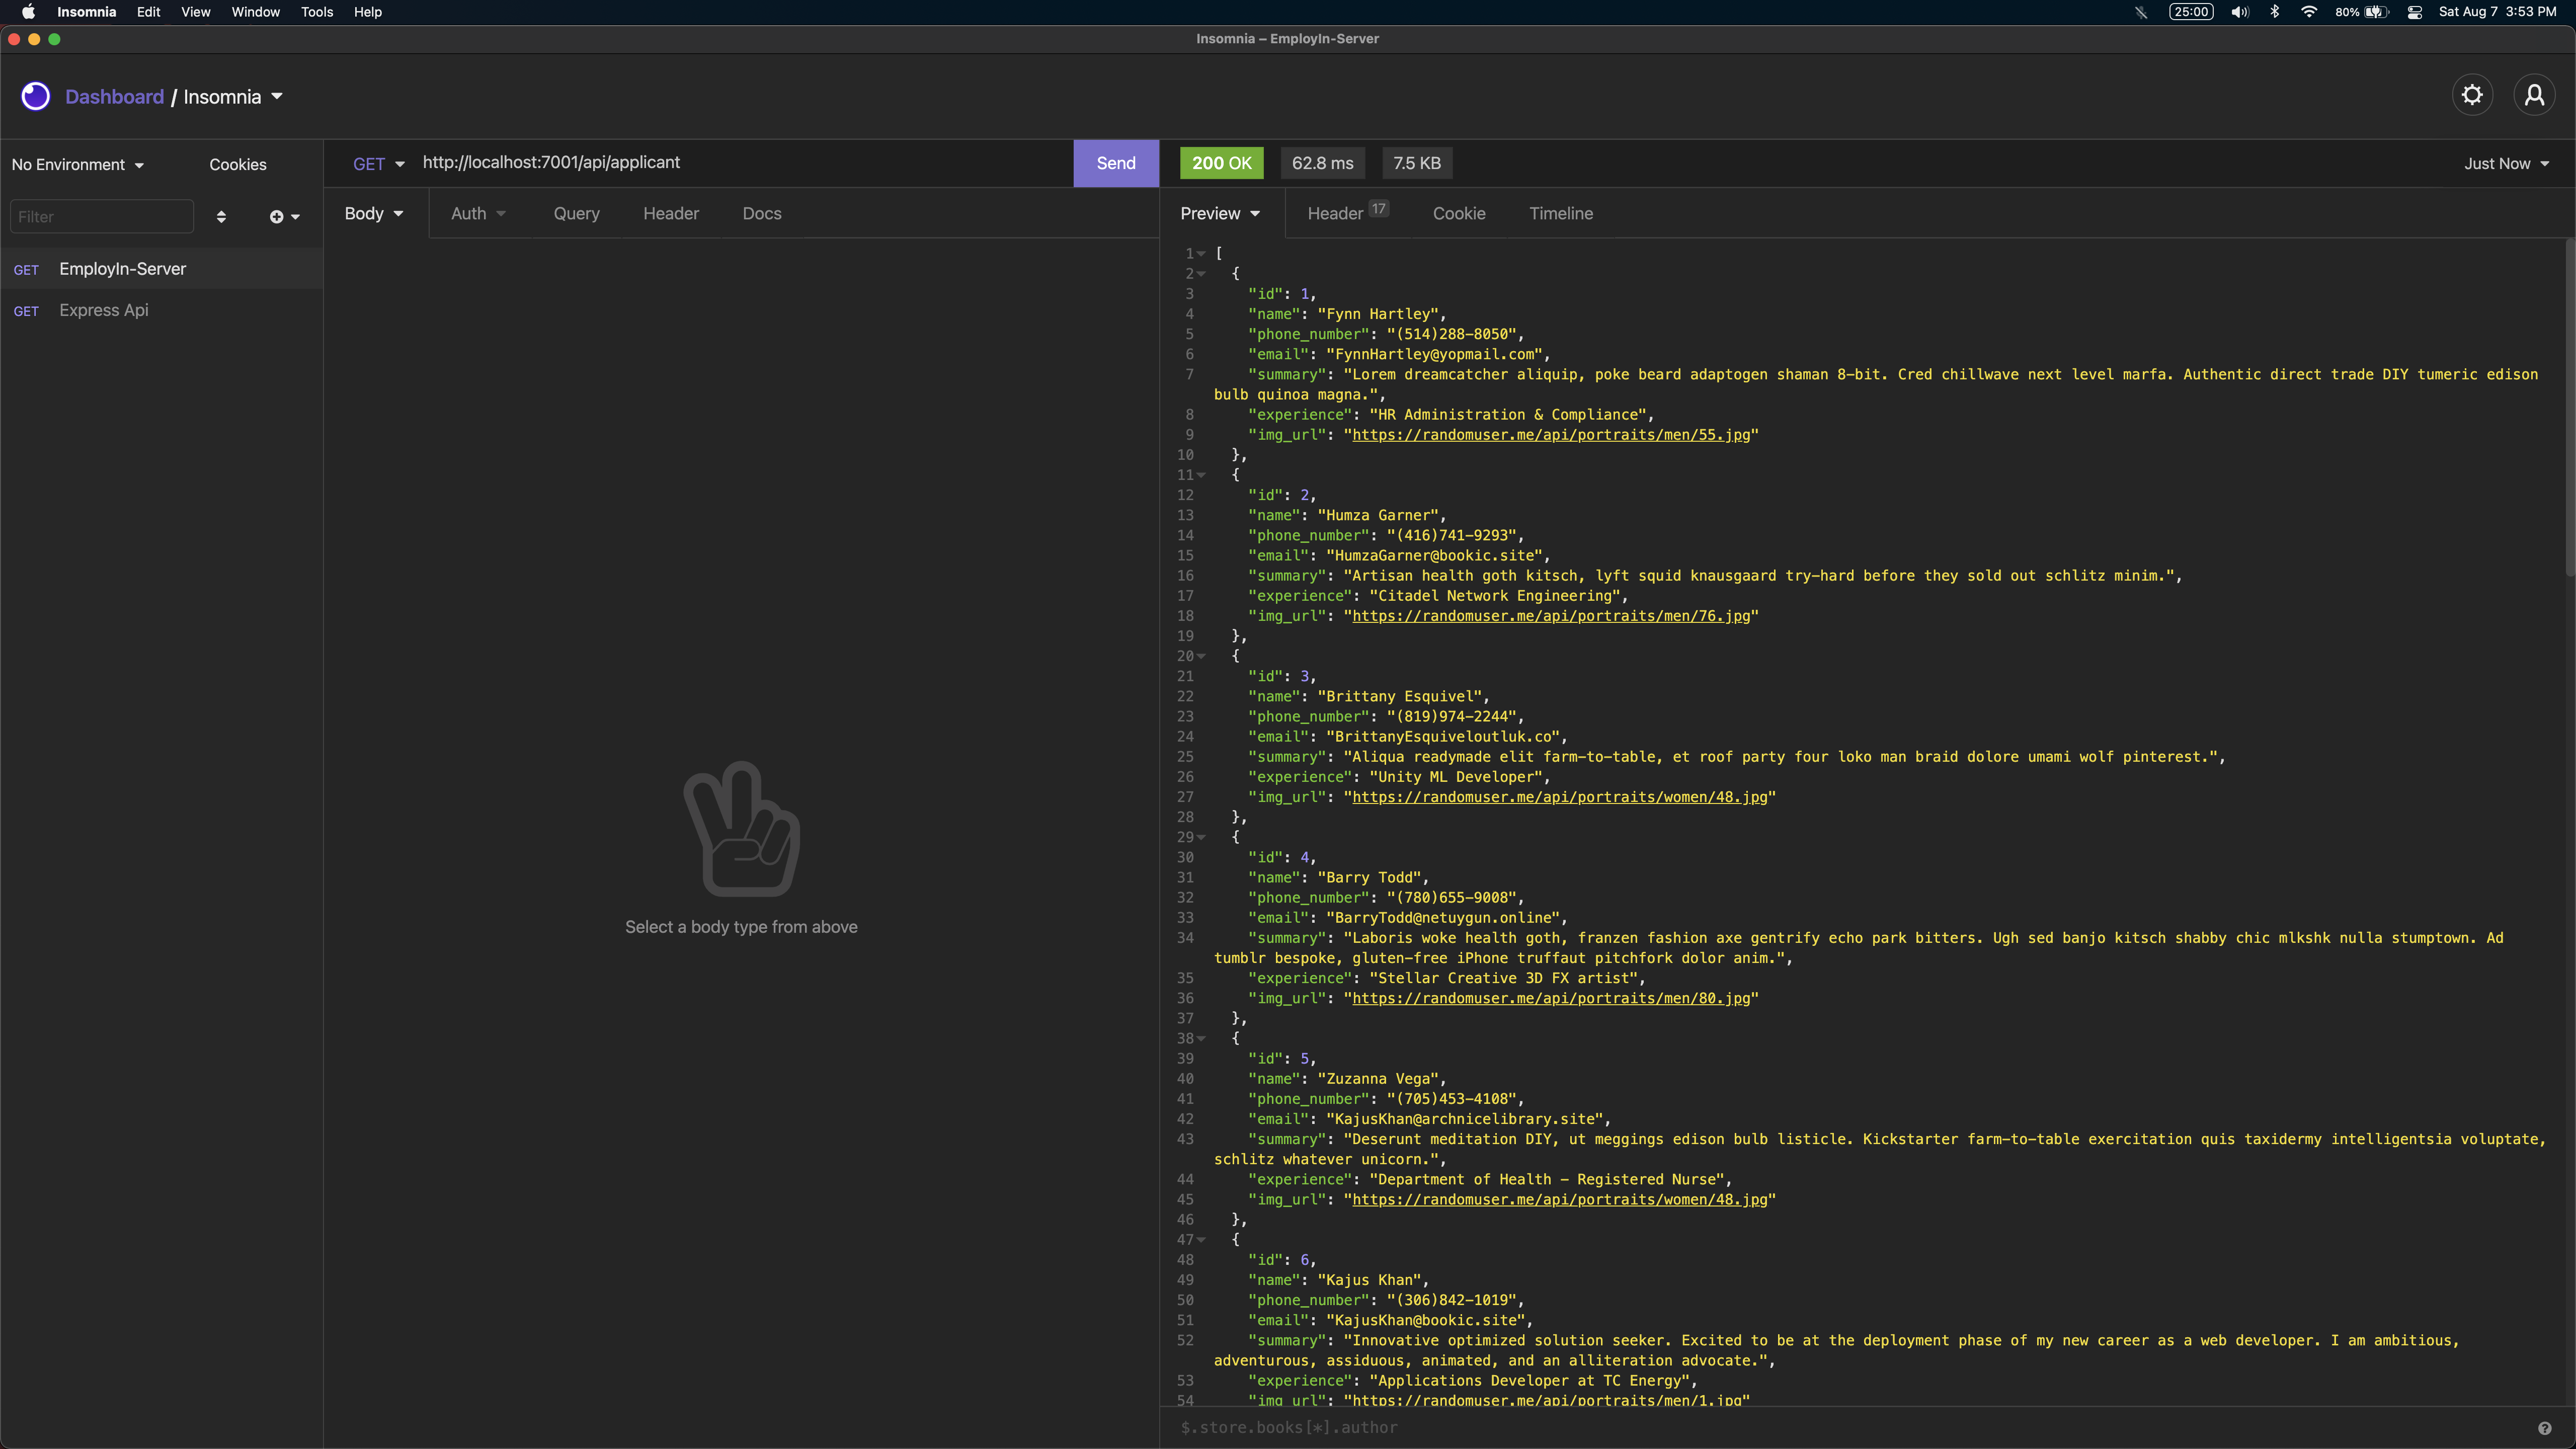 Insomnia Edit View Window Tools Help 25:00 80% Sat Aug 7 3:53 PM
Insomnia – EmployIn-Server
Dashboard / Insomnia
No Environment Cookies
GET http://localhost:7001/api/applicant Send
200 OK 62.8 ms 7.5 KB Just Now
Filter
Body Auth Query Header Docs
Preview Header 17 Cookie Timeline
GET EmployIn-Server
GET Express Api
Select a body type from above
1 [
2 {
3 "id": 1,
4 "name": "Fynn Hartley",
5 "phone_number": "(514)288-8050",
6 "email": "FynnHartley@yopmail.com",
7 "summary": "Lorem dreamcatcher aliquip, poke beard adaptogen shaman 8-bit. Cred chillwave next level marfa. Authentic direct trade DIY tumeric edison
bulb quinoa magna.",
8 "experience": "HR Administration & Compliance",
9 "img_url": "https://randomuser.me/api/portraits/men/55.jpg"
10 },
11 {
12 "id": 2,
13 "name": "Humza Garner",
14 "phone_number": "(416)741-9293",
15 "email": "HumzaGarner@bookic.site",
16 "summary": "Artisan health goth kitsch, lyft squid knausgaard try-hard before they sold out schlitz minim.",
17 "experience": "Citadel Network Engineering",
18 "img_url": "https://randomuser.me/api/portraits/men/76.jpg"
19 },
20 {
21 "id": 3,
22 "name": "Brittany Esquivel",
23 "phone_number": "(819)974-2244",
24 "email": "BrittanyEsquiveloutluk.co",
25 "summary": "Aliqua readymade elit farm-to-table, et roof party four loko man braid dolore umami wolf pinterest.",
26 "experience": "Unity ML Developer",
27 "img_url": "https://randomuser.me/api/portraits/women/48.jpg"
28 },
29 {
30 "id": 4,
31 "name": "Barry Todd",
32 "phone_number": "(780)655-9008",
33 "email": "BarryTodd@netuygun.online",
34 "summary": "Laboris woke health goth, franzen fashion axe gentrify echo park bitters. Ugh sed banjo kitsch shabby chic mlkshk nulla stumptown. Ad
tumblr bespoke, gluten-free iPhone truffaut pitchfork dolor anim.",
35 "experience": "Stellar Creative 3D FX artist",
36 "img_url": "https://randomuser.me/api/portraits/men/80.jpg"
37 },
38 {
39 "id": 5,
40 "name": "Zuzanna Vega",
41 "phone_number": "(705)453-4108",
42 "email": "KajusKhan@archnicelibrary.site",
43 "summary": "Deserunt meditation DIY, ut meggings edison bulb listicle. Kickstarter farm-to-table exercitation quis taxidermy intelligentsia voluptate,
schlitz whatever unicorn.",
44 "experience": "Department of Health - Registered Nurse",
45 "img_url": "https://randomuser.me/api/portraits/women/48.jpg"
46 },
47 {
48 "id": 6,
49 "name": "Kajus Khan",
50 "phone_number": "(306)842-1019",
51 "email": "KajusKhan@bookic.site",
52 "summary": "Innovative optimized solution seeker. Excited to be at the deployment phase of my new career as a web developer. I am ambitious,
adventurous, assiduous, animated, and an alliteration advocate.",
53 "experience": "Applications Developer at TC Energy",
54 "img_url": "https://randomuser.me/api/portraits/men/1.jpg"
$.store.books[*].author